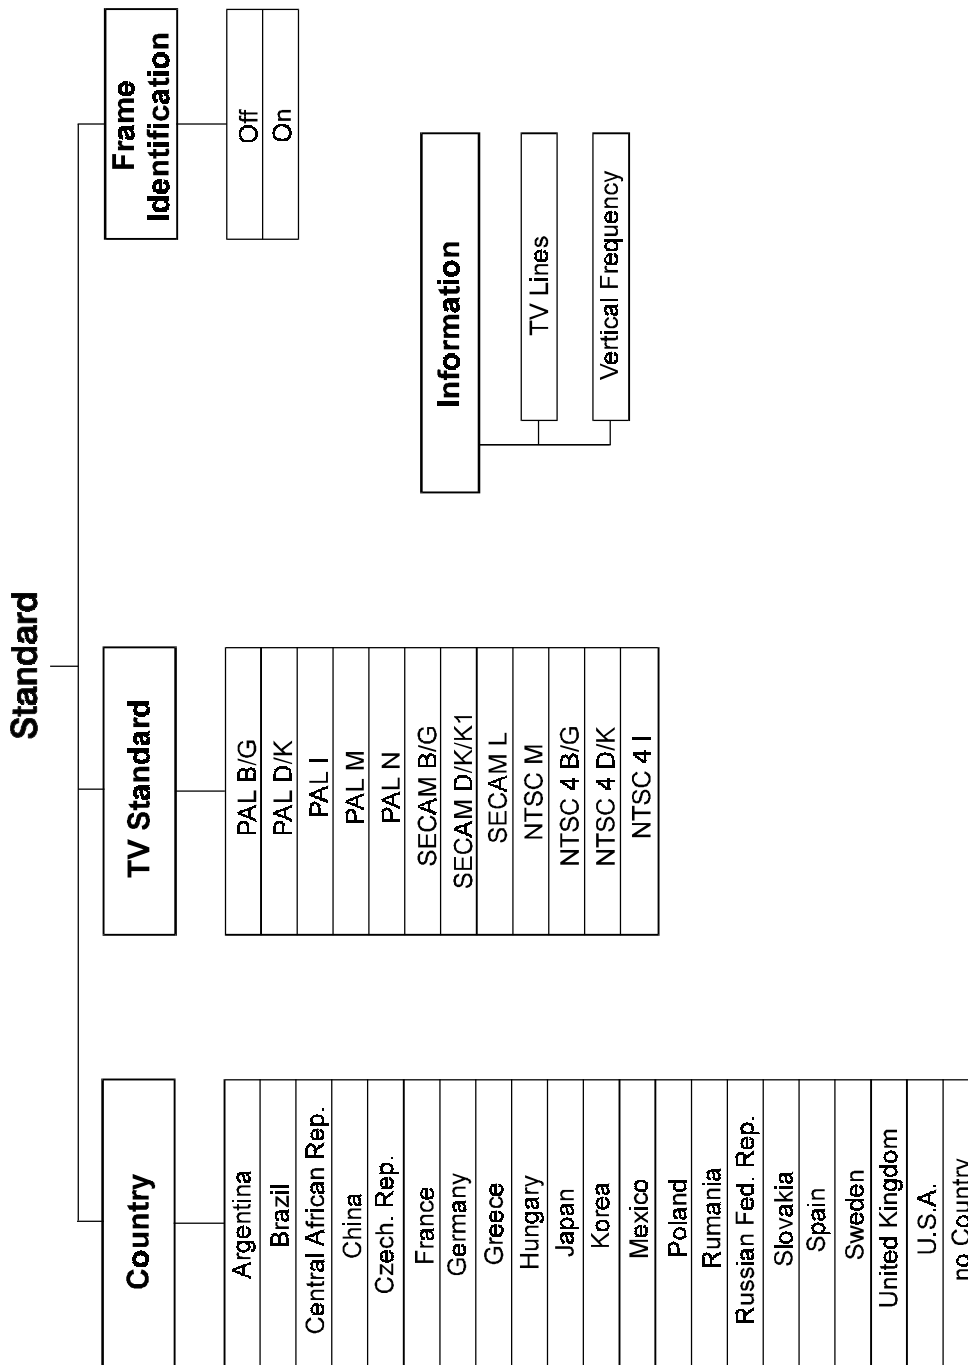 Standard
Country
Argentina
Brazil
Central African Rep.
China
Czech. Rep.
France
Germany
Greece
Hungary
Japan
Korea
Mexico
Poland
Rumania
Russian Fed. Rep.
Slovakia
Spain
Sweden
United Kingdom
U.S.A.
no Country
TV Standard
PAL B/G
PAL D/K
PAL I
PAL M
PAL N
SECAM B/G
SECAM D/K/K1
SECAM L
NTSC M
NTSC 4 B/G
NTSC 4 D/K
NTSC 4 I
Frame
Identification
Off
On
Information
TV Lines
Vertical Frequency